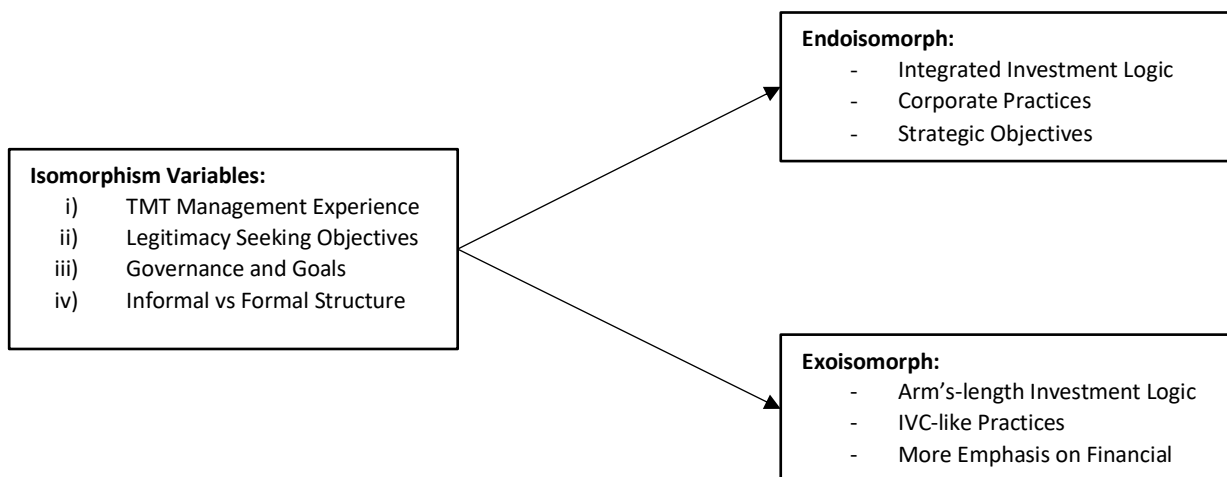 Endoisomorph:
- Integrated Investment Logic
- Corporate Practices
- Strategic Objectives
Isomorphism Variables:
i) TMT Management Experience
ii) Legitimacy Seeking Objectives
iii) Governance and Goals
iv) Informal vs Formal Structure
Exoisomorph:
- Arm’s-length Investment Logic
- IVC-like Practices
- More Emphasis on Financial